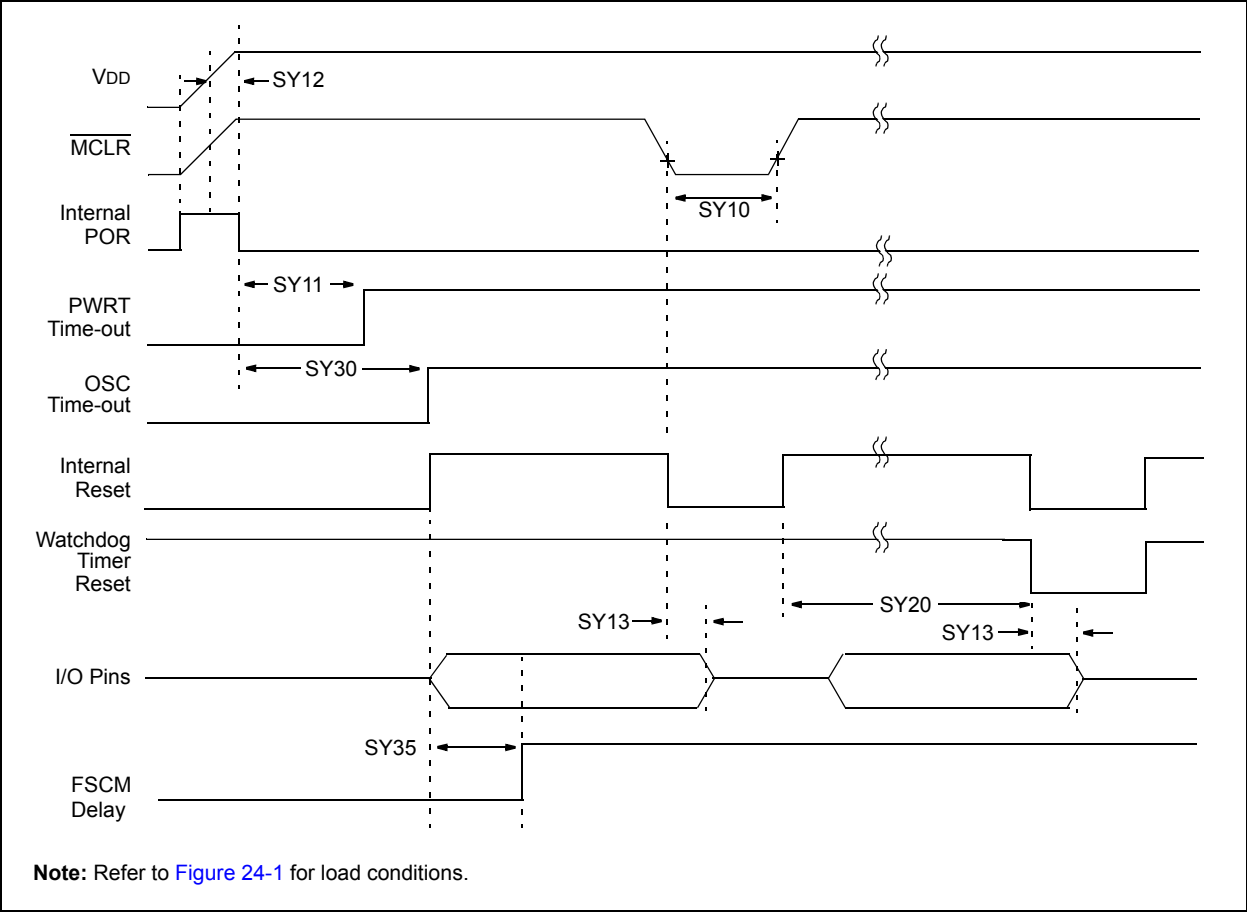 VDD
SY12
MCLR
SY10
Internal
POR
SY11
PWRT
Time-out
SY30
OSC
Time-out
Internal
Reset
Watchdog
Timer
Reset
SY20
SY13
SY13
I/O Pins
SY35
FSCM
Delay
Note: Refer to Figure 24-1 for load conditions.